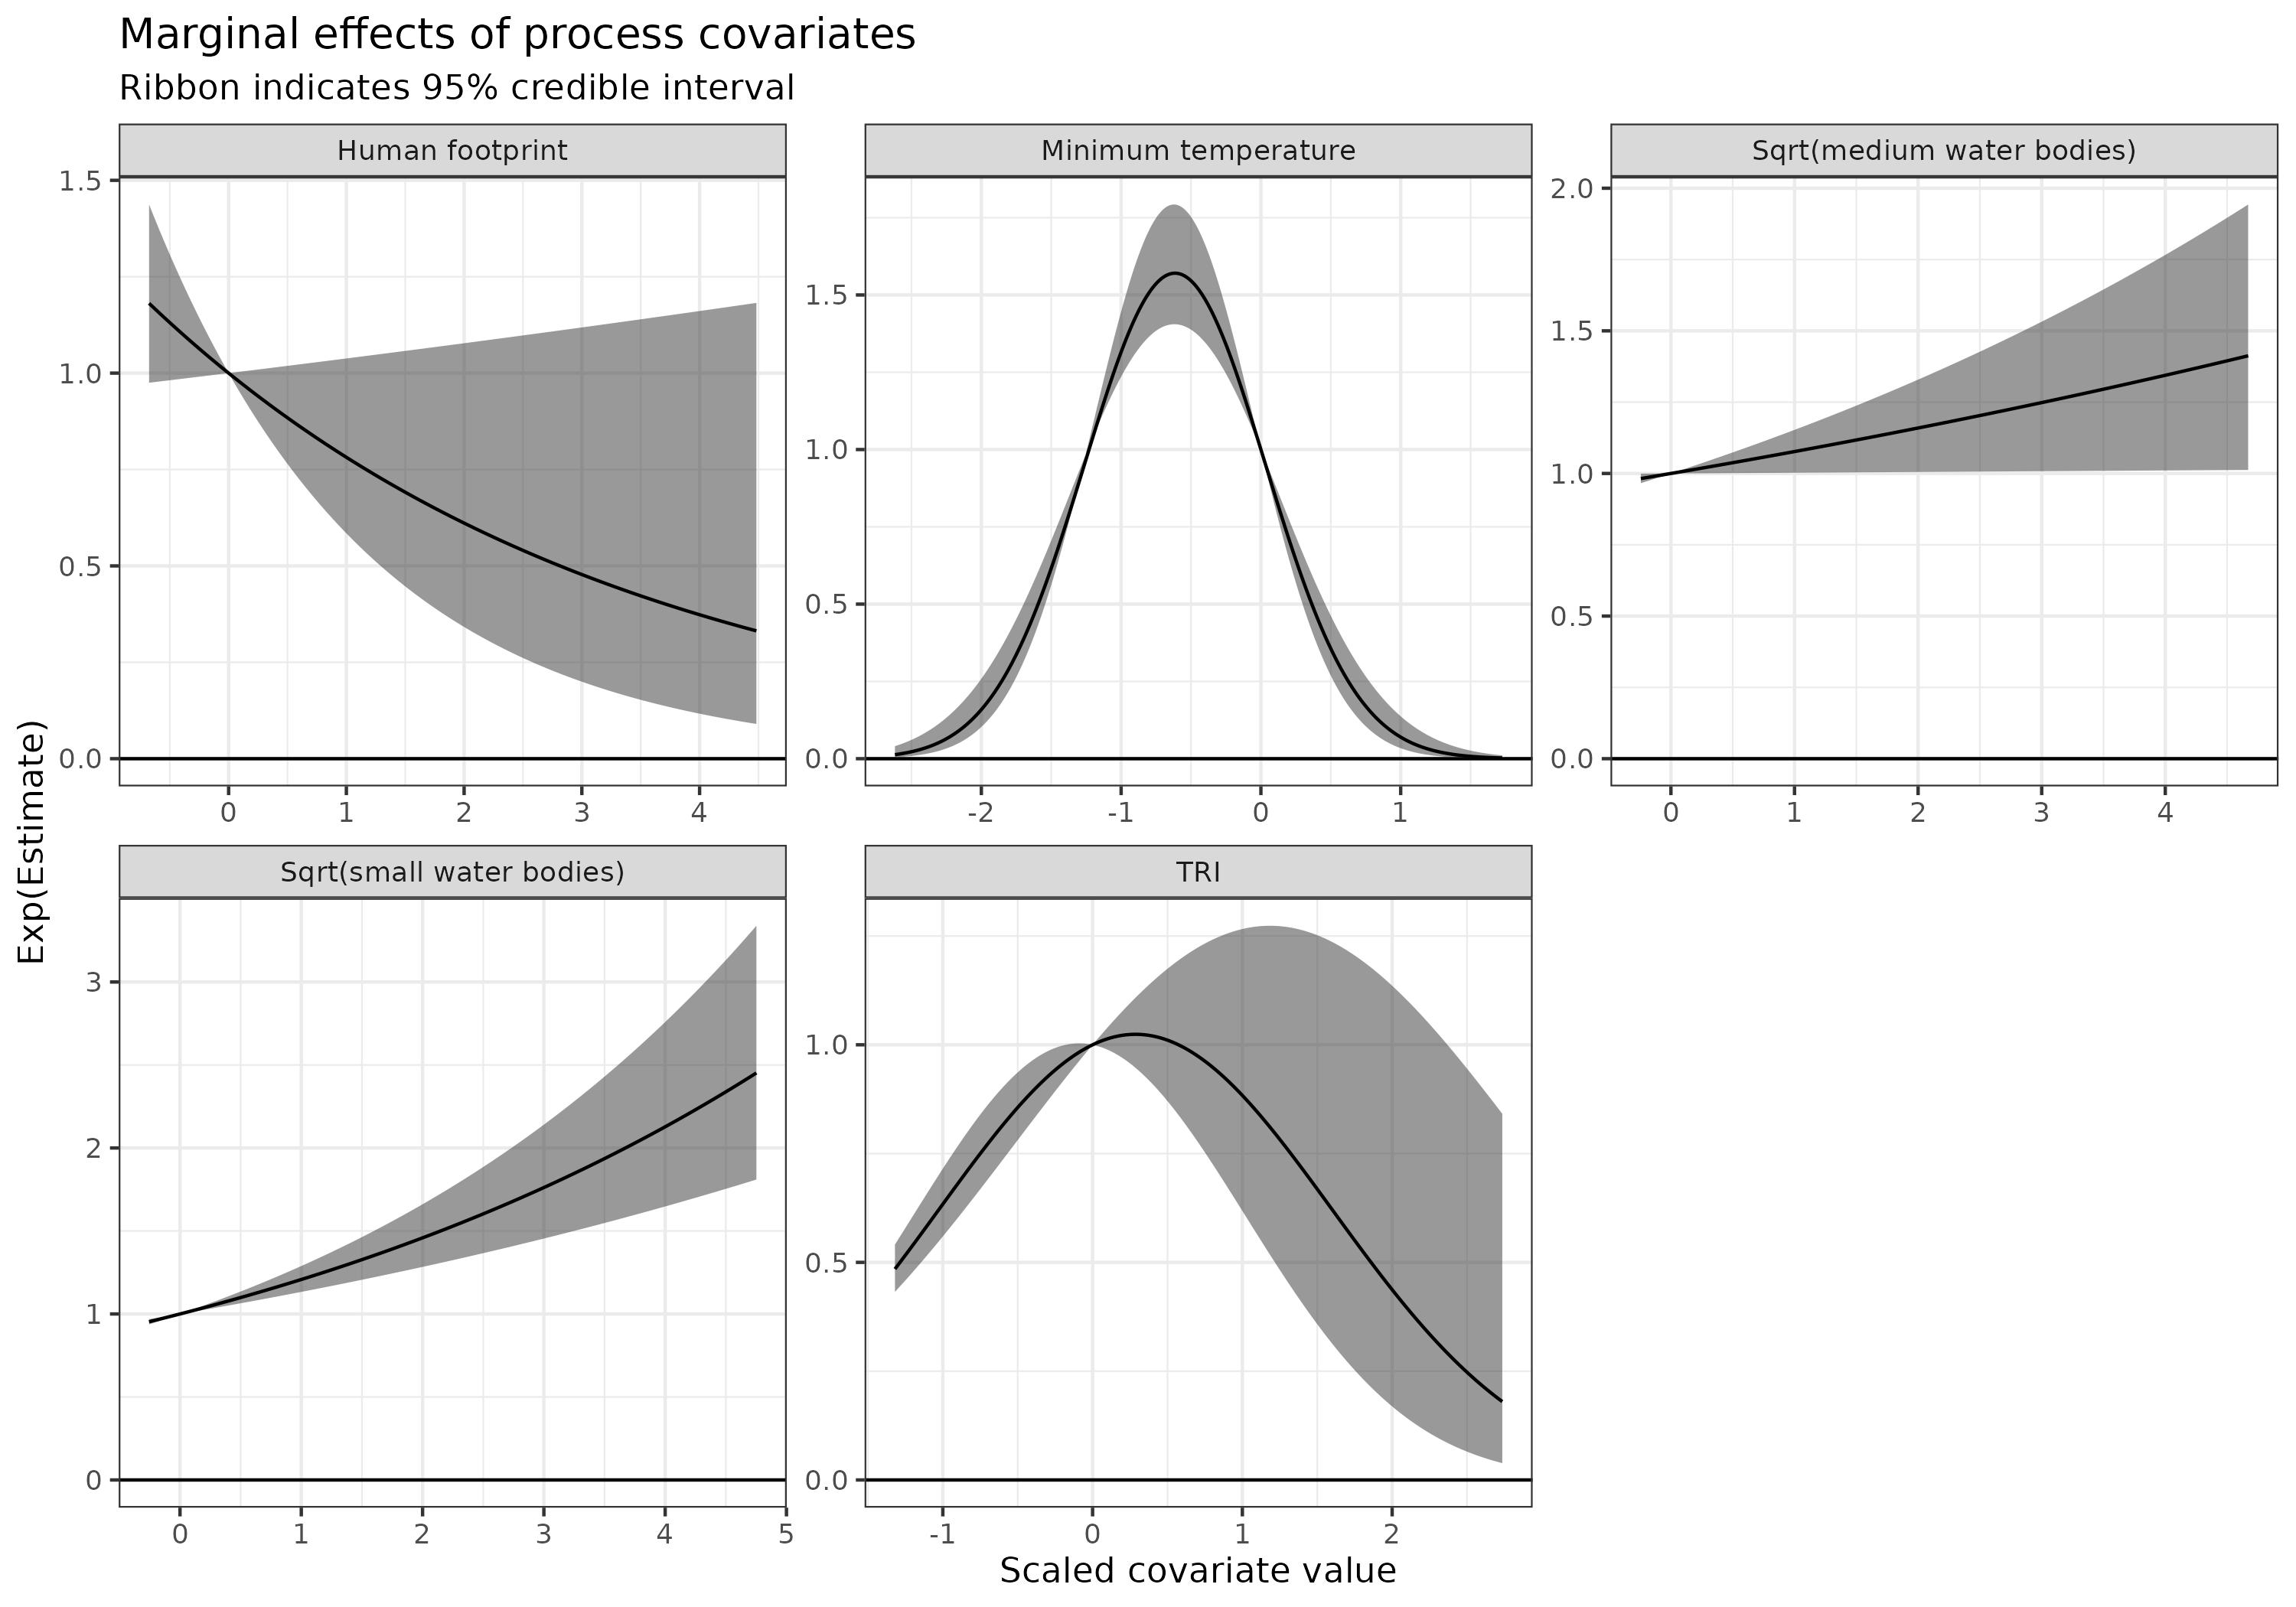 Marginal effects of process covariates
Ribbon indicates 95% credible interval
Human footprint
Minimum temperature
Sqrt(medium water bodies)
1.5
1.0
0.5
0.0
0 1 2 3 4
1.5
1.0
0.5
0.0
-2 -1 0 1
2.0
1.5
1.0
0.5
0.0
0 1 2 3 4
Exp(Estimate)
Sqrt(small water bodies)
TRI
3
2
1
0
0 1 2 3 4 5
1.0
0.5
0.0
-1 0 1 2
Scaled covariate value